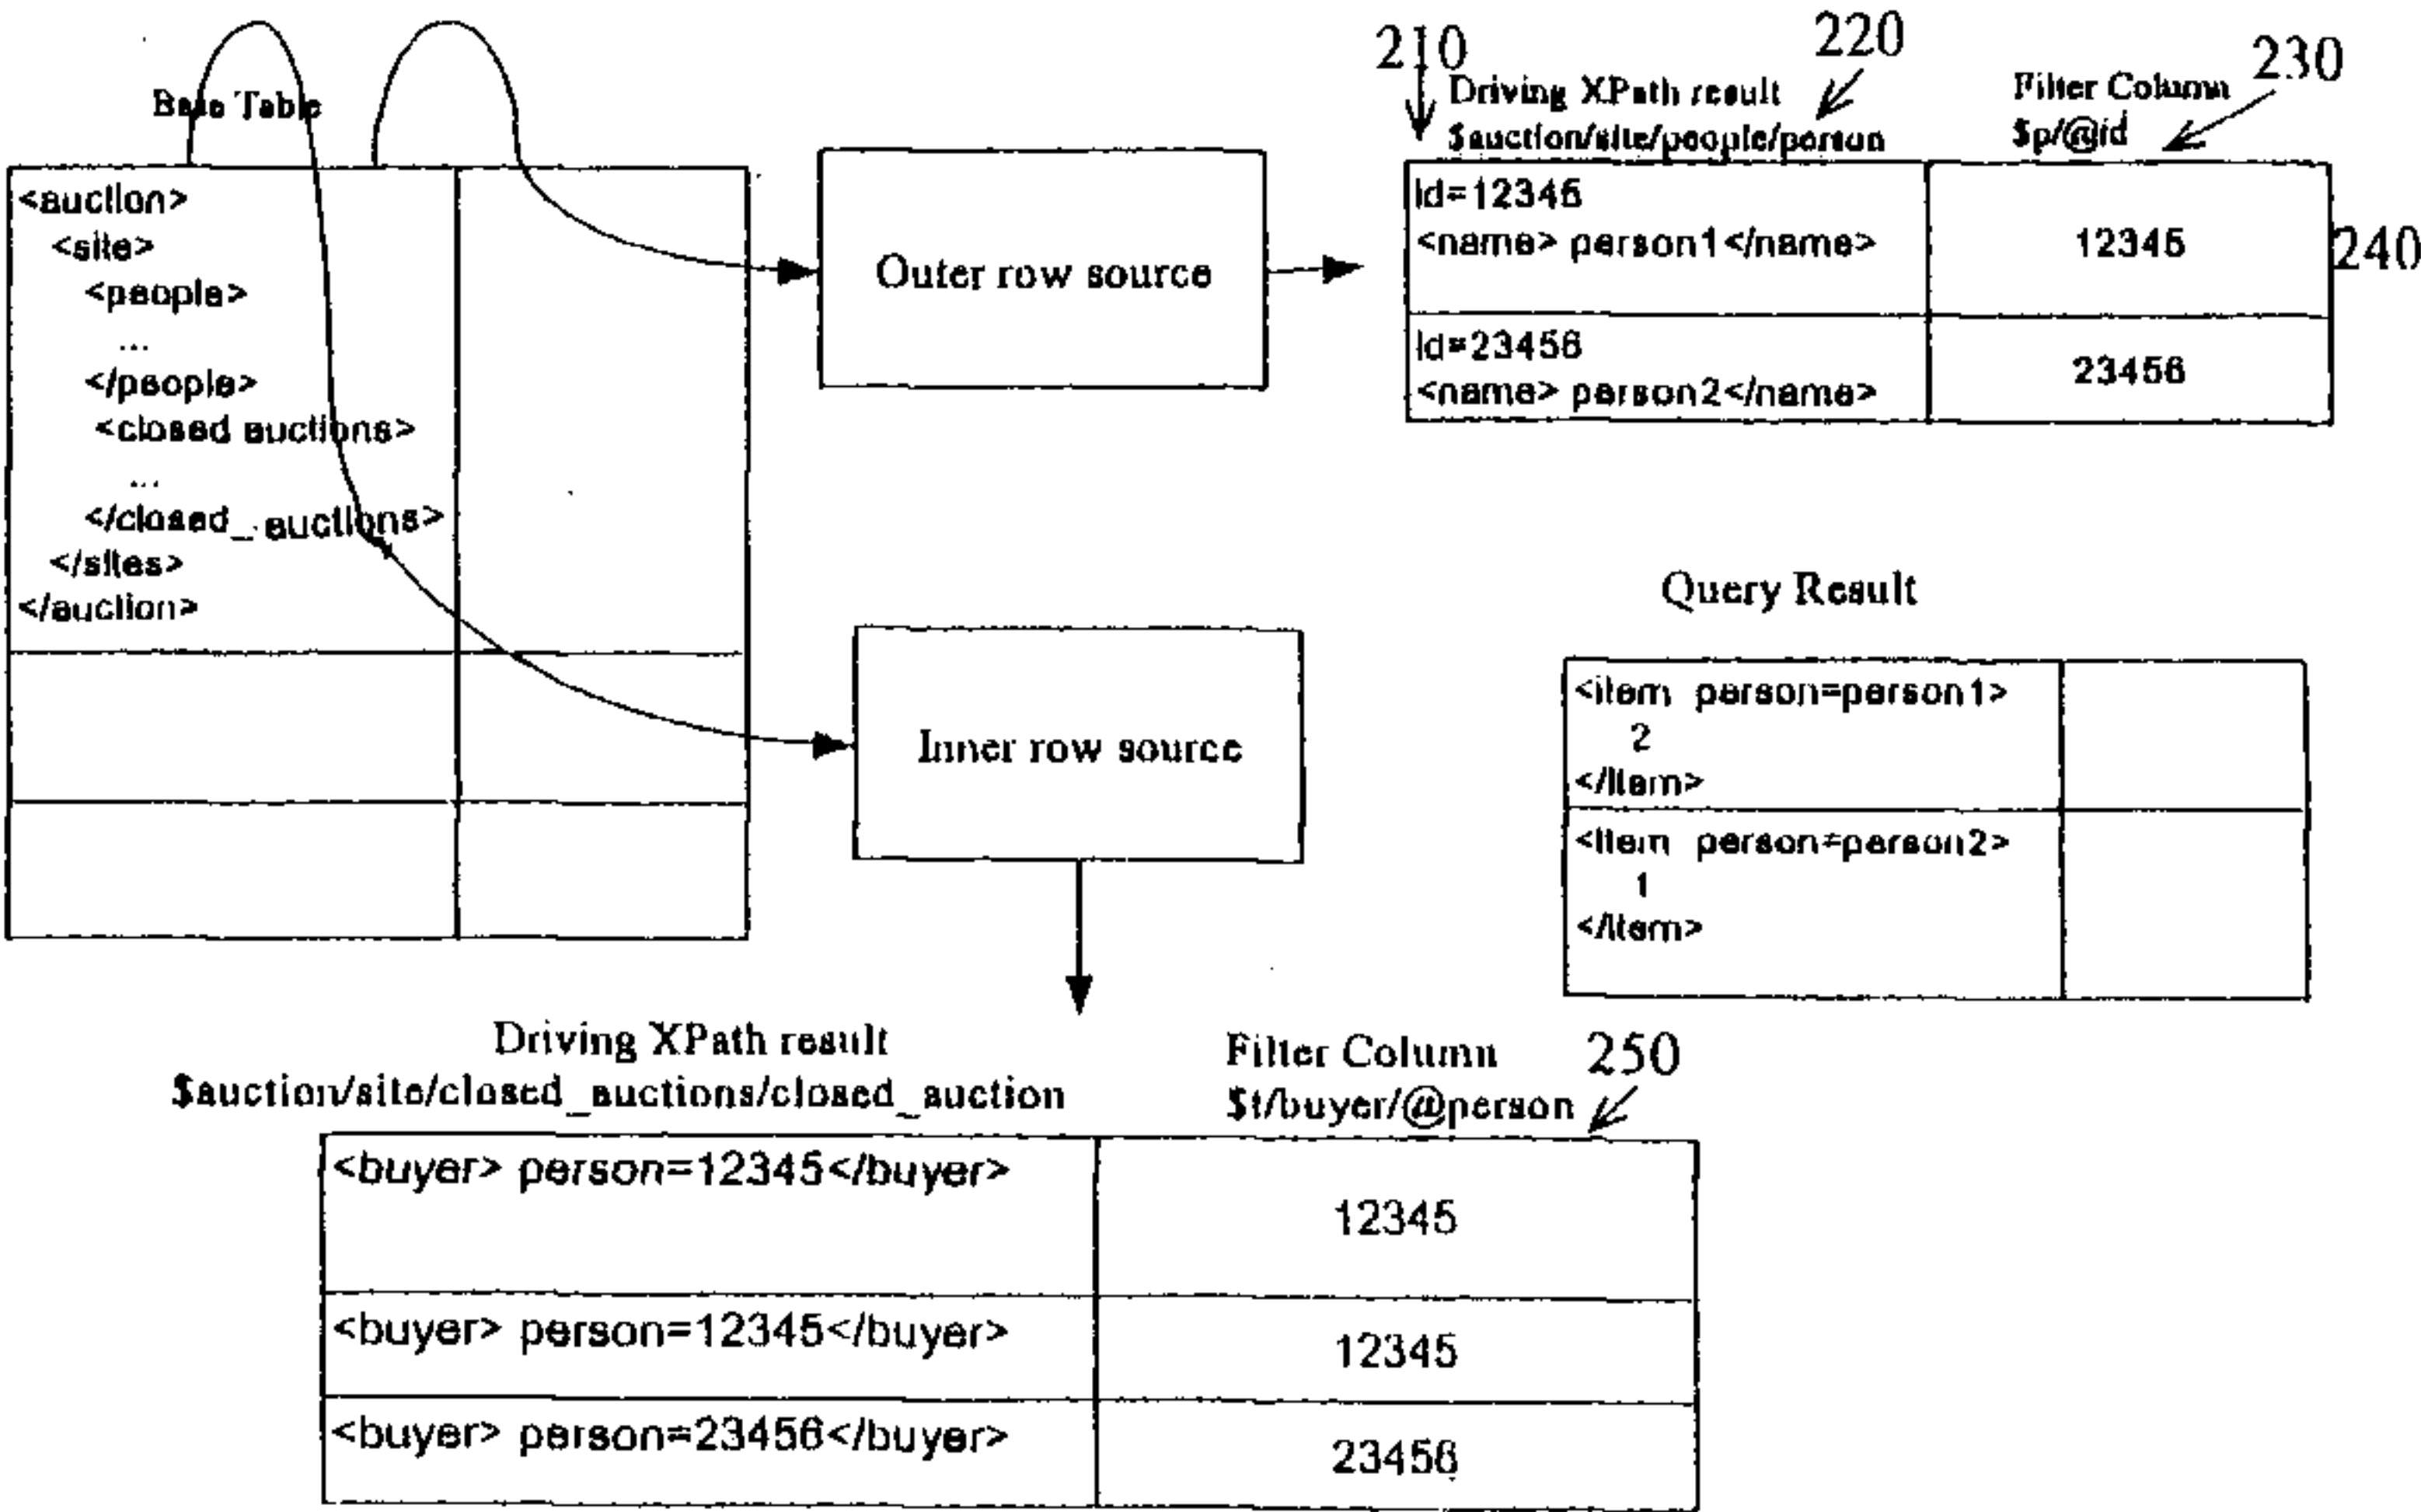 Base Table
<auction>
<site>
<people>
...
</people>
<closed auctions>
...
</closed_ auctions>
</sites>
</auction>
Outer row source
210
220
Driving XPath result
$auction/site/people/person
Filter Column
$p/@id
230
Id=12345
<name> person1</name>
12345
240
Id=23456
<name> person2</name>
23456
Inner row source
Query Result
<item person=person1>
2
</item>
<item person=person2>
1
</item>
Driving XPath result
$auction/site/closed_auctions/closed_auction
Filter Column
$t/buyer/@person
250
<buyer> person=12345</buyer>
12345
<buyer> person=12345</buyer>
12345
<buyer> person=23456</buyer>
23456